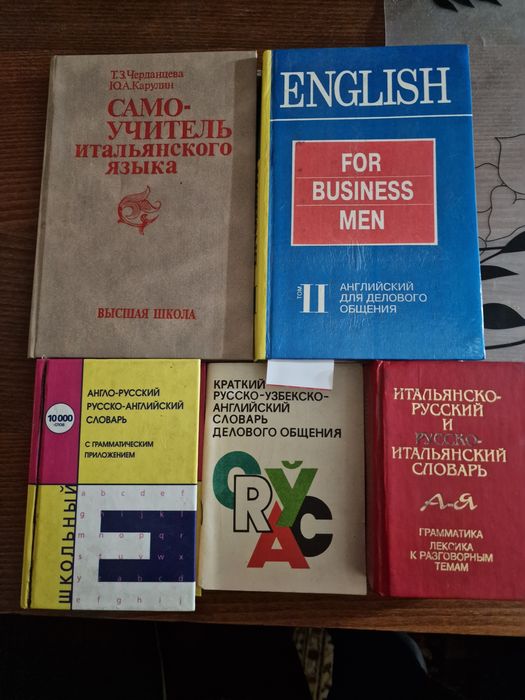 Т.З.Черданцева
Ю.А.Карулин
САМО-
УЧИТЕЛЬ
ИТАЛЬЯНСКОГО
ЯЗЫКА
ВЫСШАЯ ШКОЛА
ENGLISH
FOR
BUSINESS
MEN
ТОМ II
АНГЛИЙСКИЙ
ДЛЯ ДЕЛОВОГО
ОБЩЕНИЯ
10 000
СЛОВ
АНГЛО-РУССКИЙ
РУССКО-АНГЛИЙСКИЙ
СЛОВАРЬ
С ГРАММАТИЧЕСКИМ
ПРИЛОЖЕНИЕМ
ШКОЛЬНЫЙ
a b c d e f
g h i j k l
m n o p q r
s t u v w x
y z a b c d
e f g h i j
КРАТКИЙ
РУССКО-УЗБЕКСКО-
АНГЛИЙСКИЙ
СЛОВАРЬ
ДЕЛОВОГО ОБЩЕНИЯ
ИТАЛЬЯНСКО-
РУССКИЙ
И
РУССКО-
ИТАЛЬЯНСКИЙ
СЛОВАРЬ
А-Я
ГРАММАТИКА
ЛЕКСИКА
К РАЗГОВОРНЫМ
ТЕМАМ